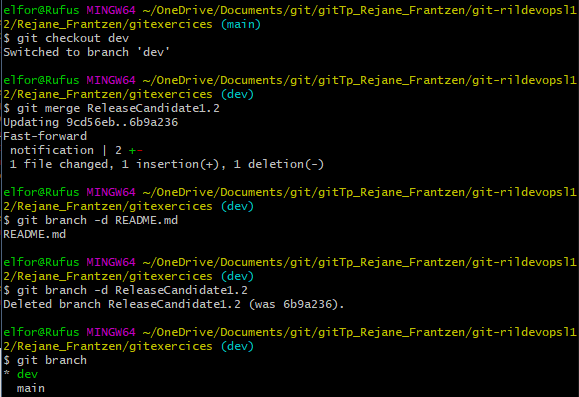 elfor@Rufus MINGW64 ~/OneDrive/Documents/git/gitTp_Rejane_Frantzen/git-rildevopsl1
2/Rejane_Frantzen/gitexercices (main)
$ git checkout dev
Switched to branch 'dev'
elfor@Rufus MINGW64 ~/OneDrive/Documents/git/gitTp_Rejane_Frantzen/git-rildevopsl1
2/Rejane_Frantzen/gitexercices (dev)
$ git merge ReleaseCandidate1.2
Updating 9cd56eb..6b9a236
Fast-forward
 notification | 2 +-
 1 file changed, 1 insertion(+), 1 deletion(-)
elfor@Rufus MINGW64 ~/OneDrive/Documents/git/gitTp_Rejane_Frantzen/git-rildevopsl1
2/Rejane_Frantzen/gitexercices (dev)
$ git branch -d README.md
README.md
elfor@Rufus MINGW64 ~/OneDrive/Documents/git/gitTp_Rejane_Frantzen/git-rildevopsl1
2/Rejane_Frantzen/gitexercices (dev)
$ git branch -d ReleaseCandidate1.2
Deleted branch ReleaseCandidate1.2 (was 6b9a236).
elfor@Rufus MINGW64 ~/OneDrive/Documents/git/gitTp_Rejane_Frantzen/git-rildevopsl1
2/Rejane_Frantzen/gitexercices (dev)
$ git branch
* dev
  main